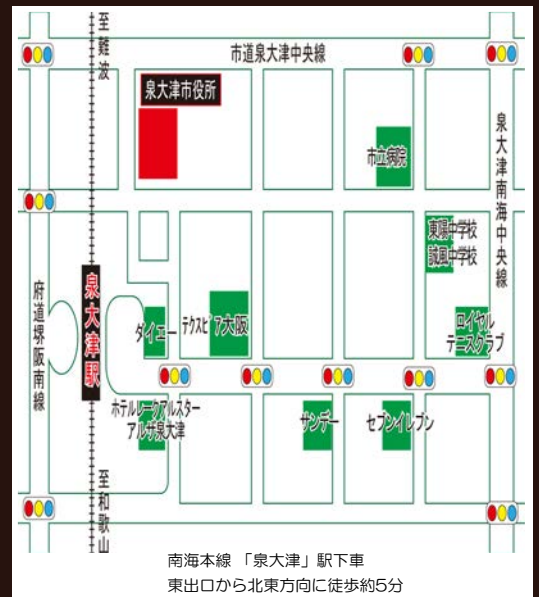 至難波
市道泉大津中央線
泉大津市役所
市立病院
泉大津南海中央線
東陽中学校
誠風中学校
府道堺阪南線
泉大津駅
ダイエー
テクスピア大阪
ロイヤル
テニスクラブ
ホテルレークアルスター
アルザ泉大津
サンデー
セブンイレブン
至和歌山
南海本線 「泉大津」駅下車
東出口から北東方向に徒歩約5分